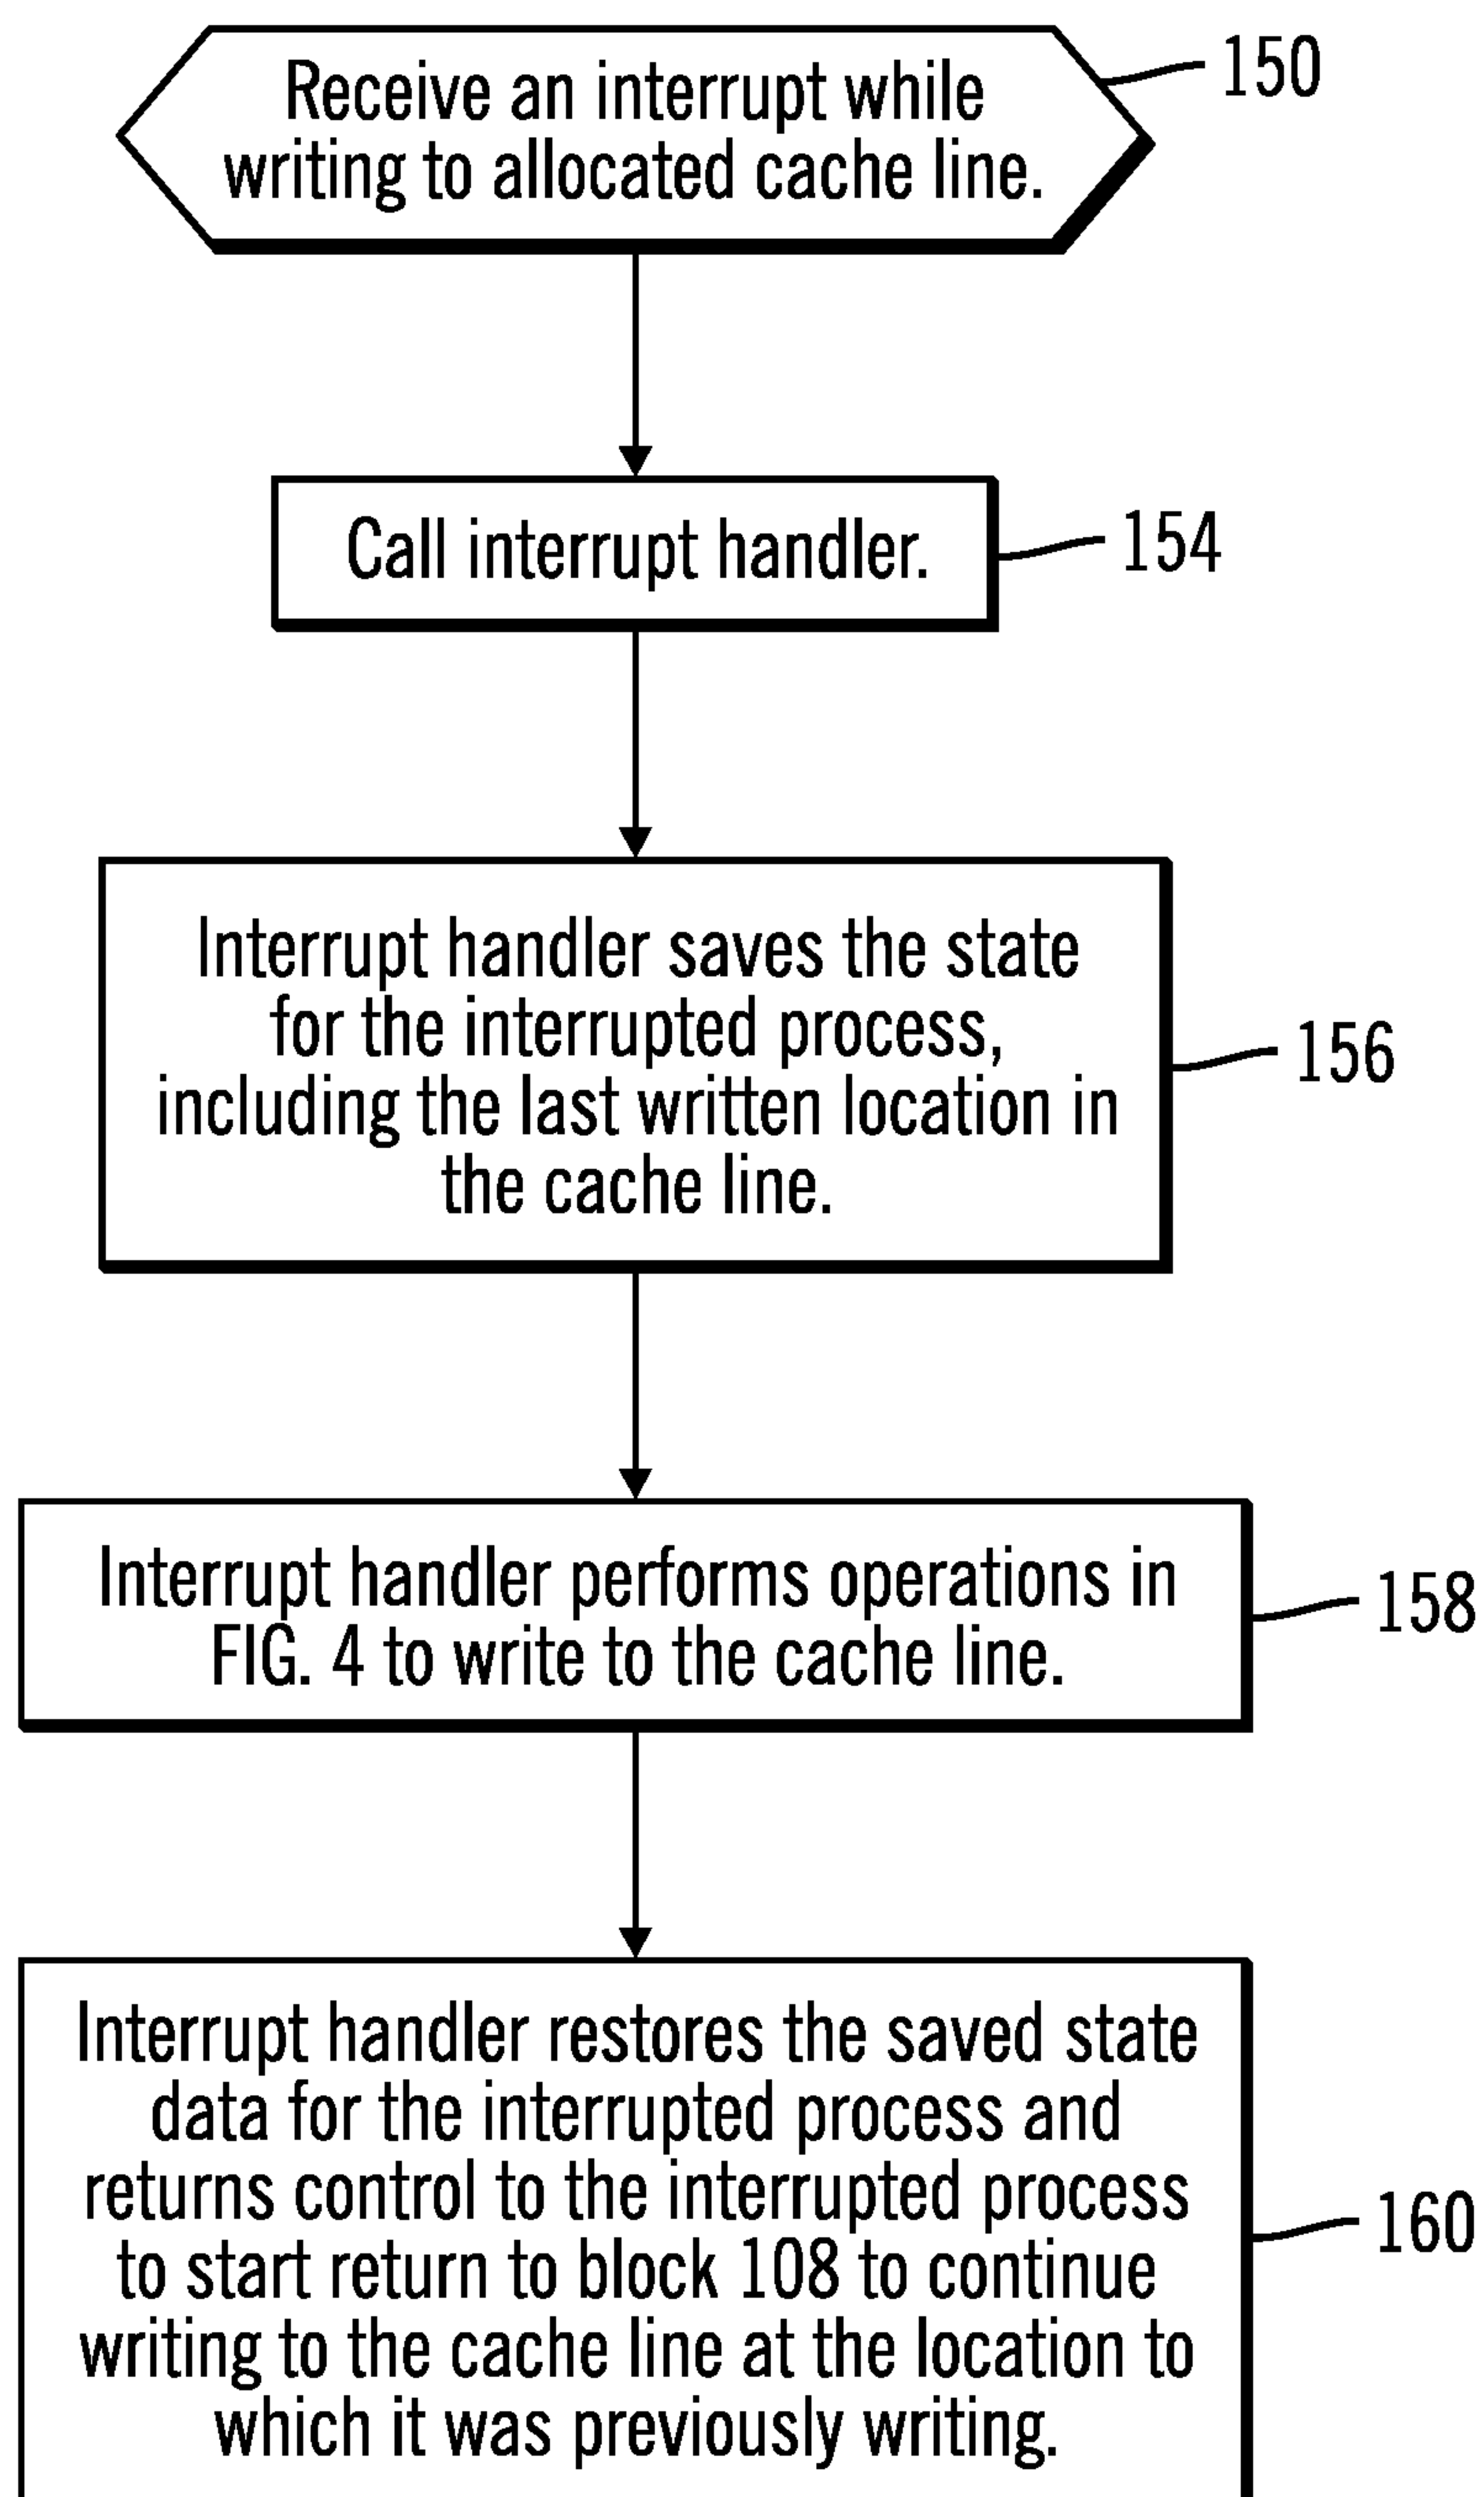 Receive an interrupt while
writing to allocated cache line.
150
Call interrupt handler.
154
Interrupt handler saves the state
for the interrupted process,
including the last written location in
the cache line.
156
Interrupt handler performs operations in
FIG. 4 to write to the cache line.
158
Interrupt handler restores the saved state
data for the interrupted process and
returns control to the interrupted process
to start return to block 108 to continue
writing to the cache line at the location to
which it was previously writing.
160